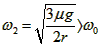 ω₂ = √(3μg / 2r) ⟩ω₀